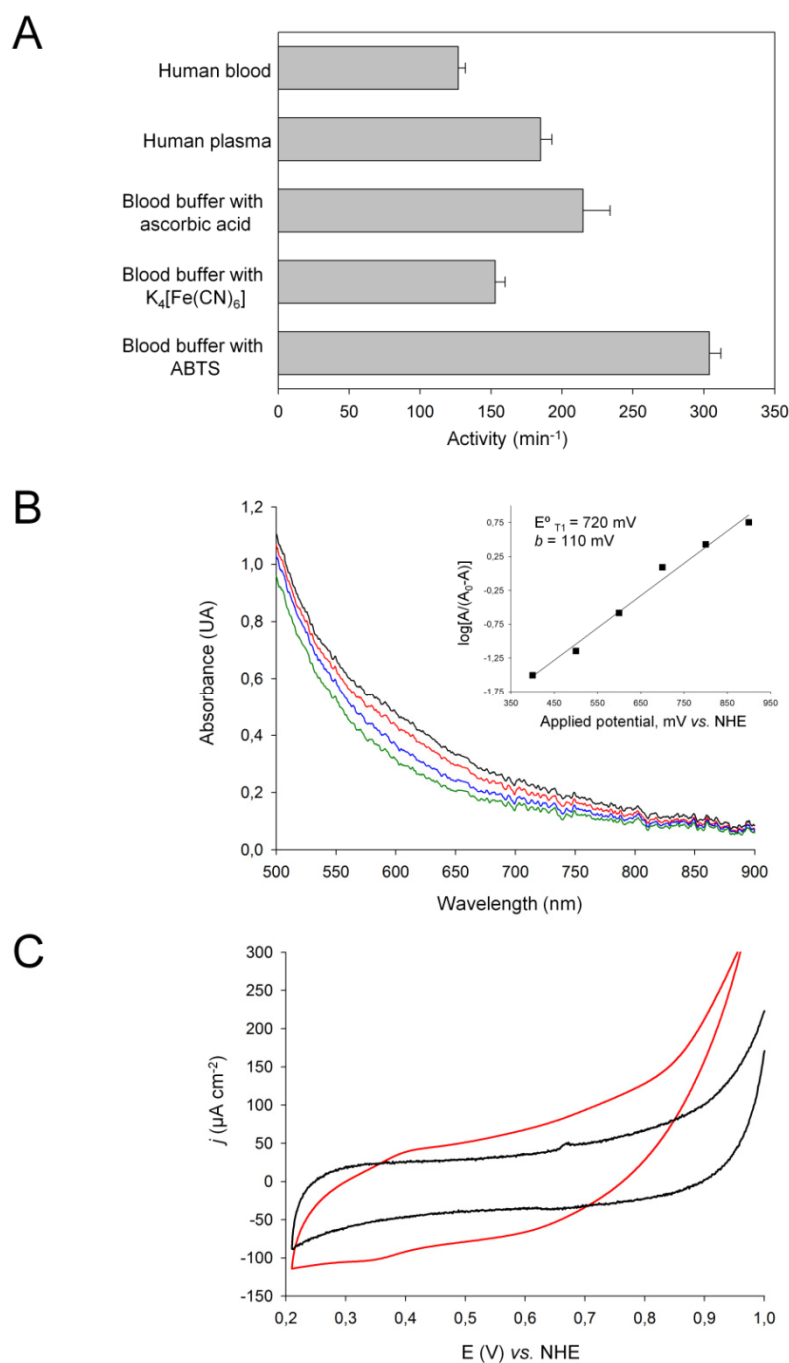 A
Human blood
Human plasma
Blood buffer with
ascorbic acid
Blood buffer with
K₄[Fe(CN)₆]
Blood buffer with
ABTS
0 50 100 150 200 250 300 350
Activity (min⁻¹)
B
1,2
1,0
0,8
0,6
0,4
0,2
0,0
Absorbance (UA)
500 550 600 650 700 750 800 850 900
Wavelength (nm)
E° T1 = 720 mV
b = 110 mV
0,75
0,25
-0,25
-0,75
-1,25
-1,75
log[A/(A₀-A)]
350 450 550 650 750 850 950
Applied potential, mV vs. NHE
C
300
250
200
150
100
50
0
-50
-100
-150
j (µA cm⁻²)
0,2 0,3 0,4 0,5 0,6 0,7 0,8 0,9 1,0
E (V) vs. NHE